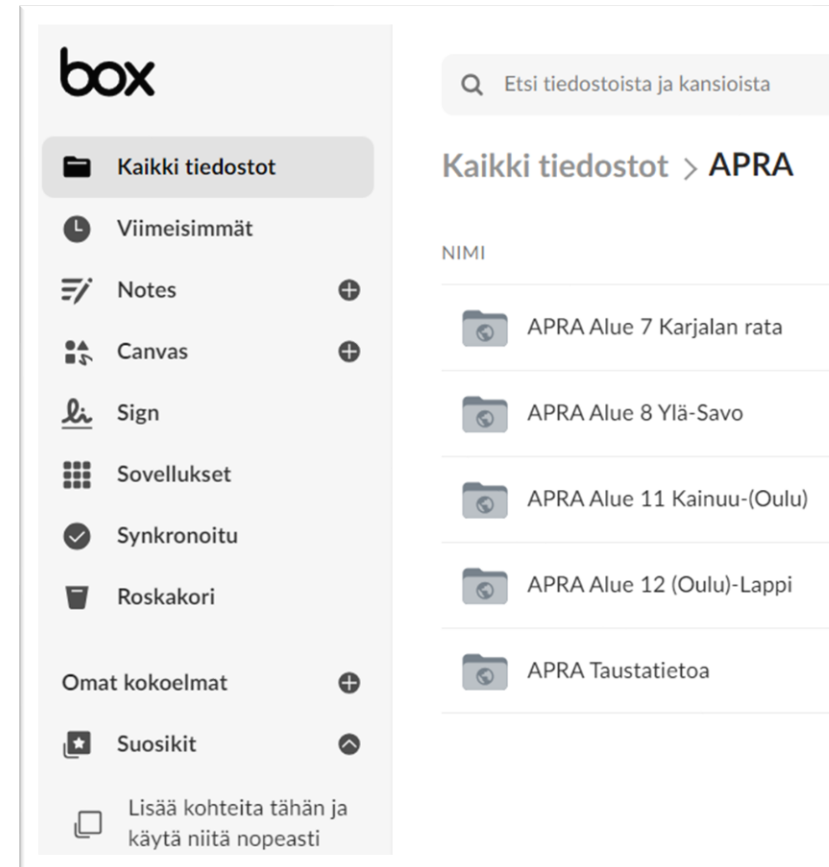 box
Kaikki tiedostot
Viimeisimmät
Notes
Canvas
Sign
Sovellukset
Synkronoitu
Roskakori
Omat kokoelmat
Suosikit
Lisää kohteita tähän ja
käytä niitä nopeasti
Etsi tiedostoista ja kansioista
Kaikki tiedostot > APRA
NIMI
APRA Alue 7 Karjalan rata
APRA Alue 8 Ylä-Savo
APRA Alue 11 Kainuu-(Oulu)
APRA Alue 12 (Oulu)-Lappi
APRA Taustatietoa